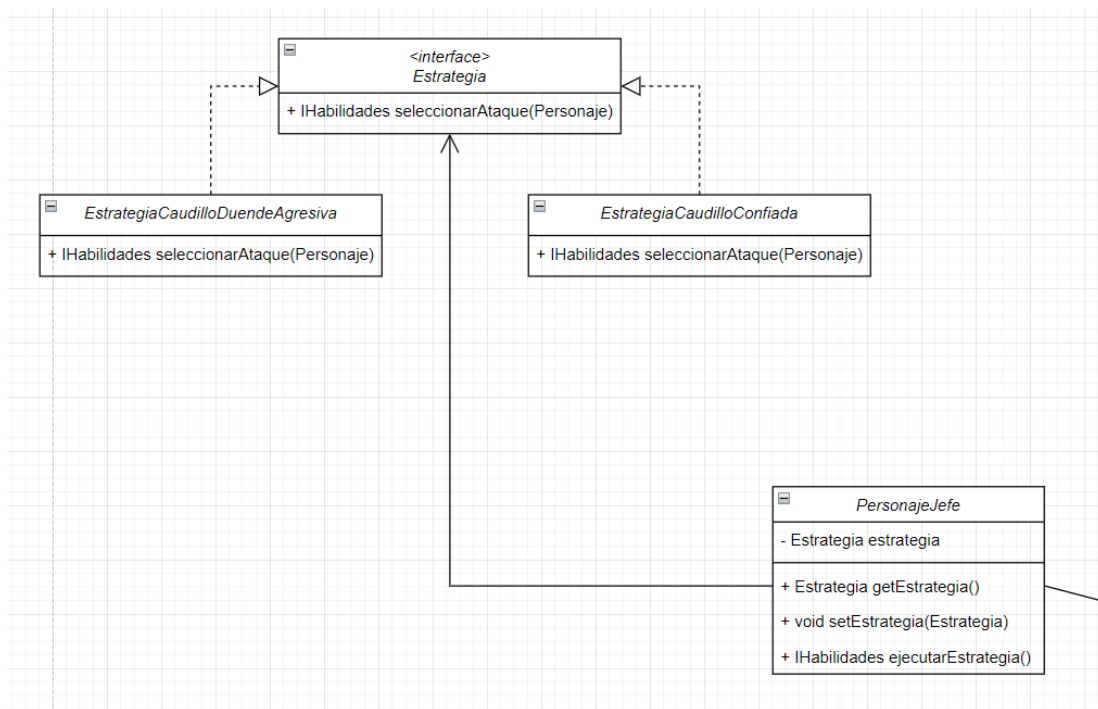 <interface>
Estrategia
+ IHabilidades seleccionarAtaque(Personaje)
EstrategiaCaudilloDuendeAgresiva
+ IHabilidades seleccionarAtaque(Personaje)
EstrategiaCaudilloConfiada
+ IHabilidades seleccionarAtaque(Personaje)
PersonajeJefe
- Estrategia estrategia
+ Estrategia getEstrategia()
+ void setEstrategia(Estrategia)
+ IHabilidades ejecutarEstrategia()